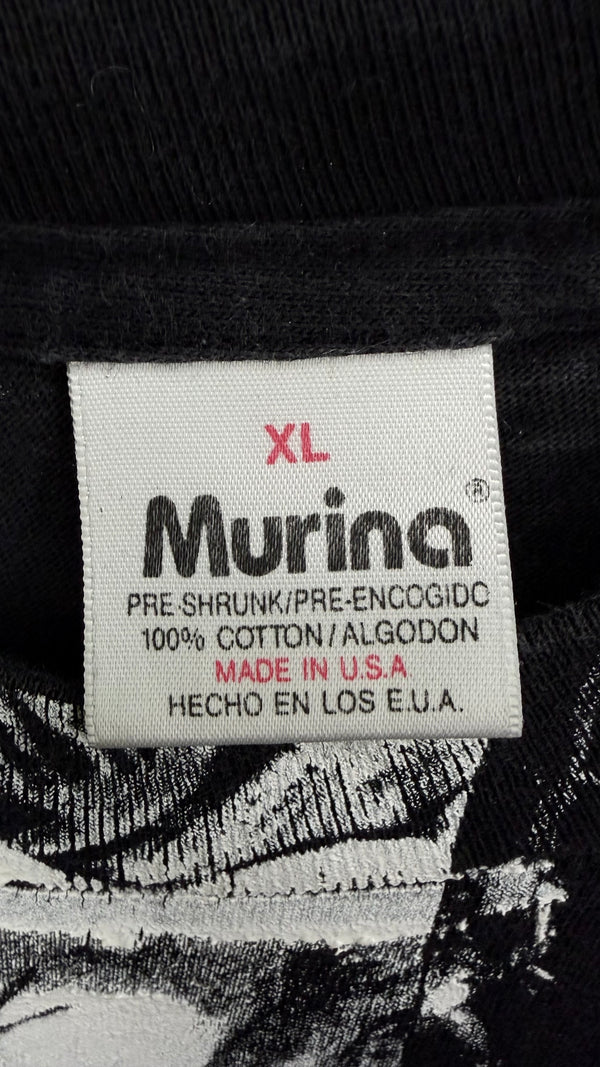 XL
Murina®
PRE-SHRUNK/PRE-ENCOGIDO
100% COTTON/ALGODON
MADE IN U.S.A
HECHO EN LOS E.U.A.